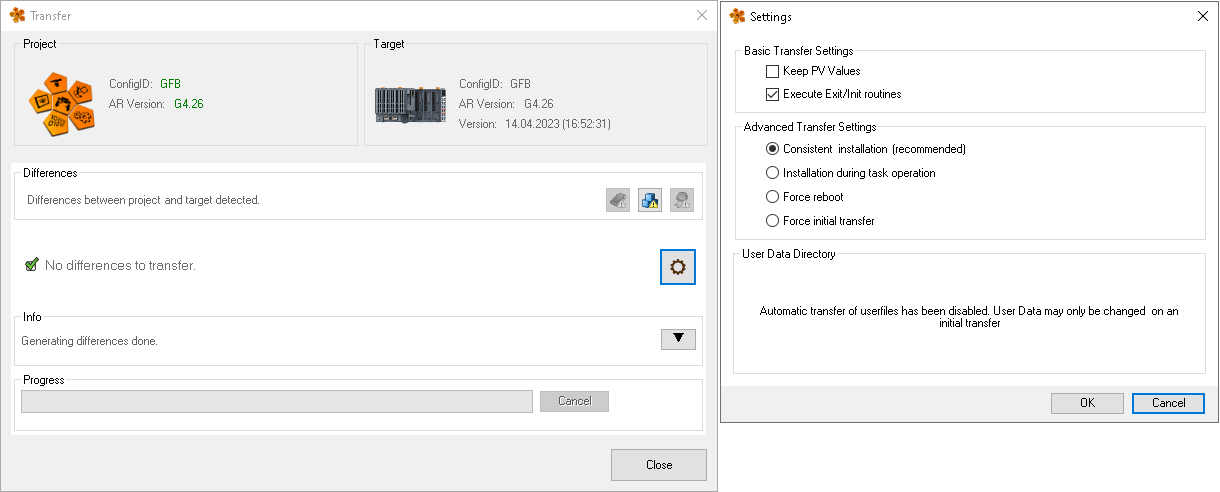 Transfer
Project
ConfigID: GFB
AR Version: G4.26
Target
ConfigID: GFB
AR Version: G4.26
Version: 14.04.2023 (16:52:31)
Differences
Differences between project and target detected.
No differences to transfer.
Info
Generating differences done.
Progress
Cancel
Close
Settings
Basic Transfer Settings
Keep PV Values
Execute Exit/Init routines
Advanced Transfer Settings
Consistent installation (recommended)
Installation during task operation
Force reboot
Force initial transfer
User Data Directory
Automatic transfer of userfiles has been disabled. User Data may only be changed on an
initial transfer
OK
Cancel